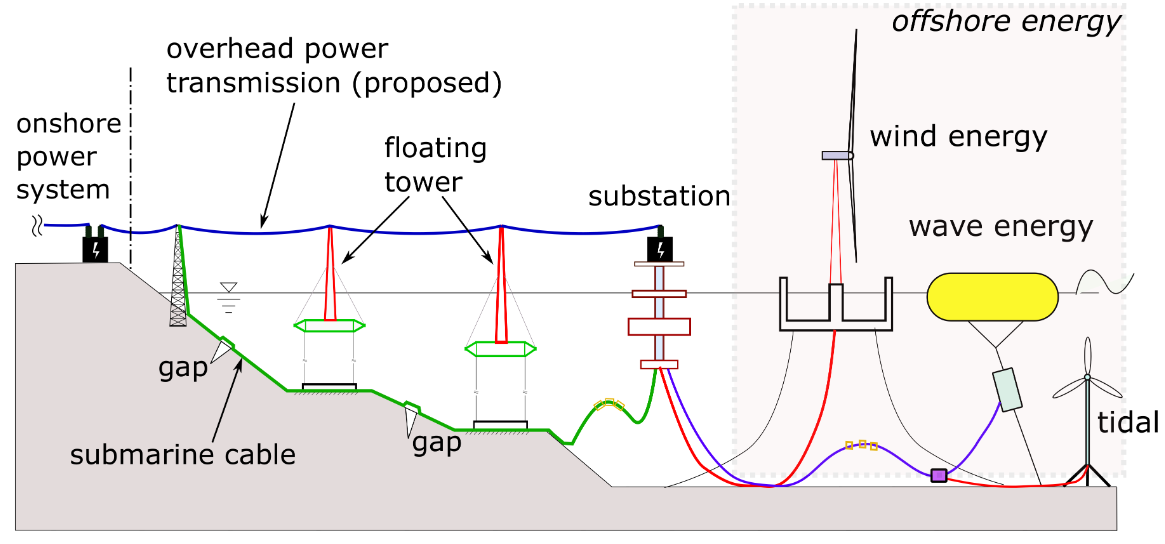 offshore energy
overhead power
transmission (proposed)
onshore
power
system
floating
tower
wind energy
substation
wave energy
gap
submarine cable
gap
tidal